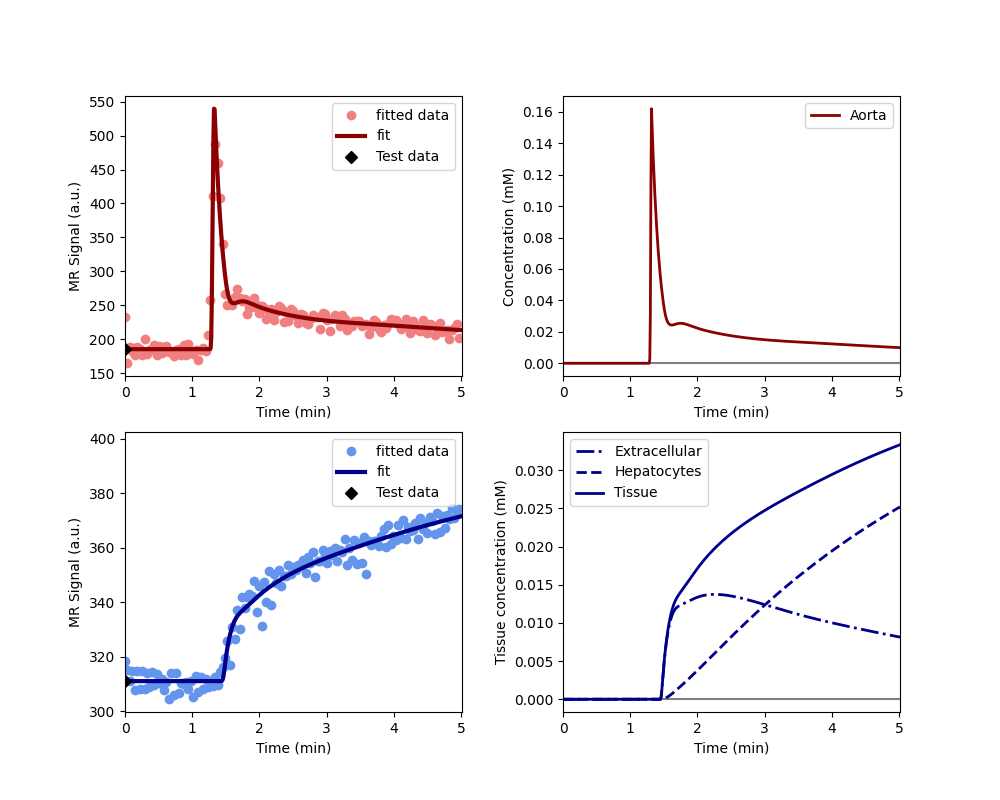 550
500
450
400
350
300
250
200
150
MR Signal (a.u.)
0 1 2 3 4 5
Time (min)
fitted data
fit
Test data
0.16
0.14
0.12
0.10
0.08
0.06
0.04
0.02
0.00
Concentration (mM)
0 1 2 3 4 5
Time (min)
Aorta
400
380
360
340
320
300
MR Signal (a.u.)
0 1 2 3 4 5
Time (min)
fitted data
fit
Test data
0.030
0.025
0.020
0.015
0.010
0.005
0.000
Tissue concentration (mM)
0 1 2 3 4 5
Time (min)
Extracellular
Hepatocytes
Tissue